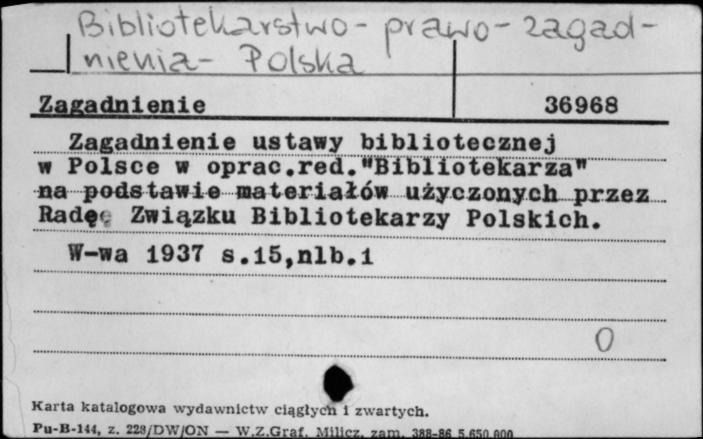 Bibliotekarstwo - prawo - zagad-
nienia - Polska
Zagadnienie 36968
Zagadnienie ustawy bibliotecznej
w Polsce w oprac.red."Bibliotekarza"
na podstawie materiałów użyczonych przez
Radę Związku Bibliotekarzy Polskich.
W-wa 1937 s.15,nlb.1
0
Karta katalogowa wydawnictw ciągłych i zwartych.
Pu-B-144, z. 228/DW/ON — W.Z.Graf. Milicz, zam. 388-86 5.650.000